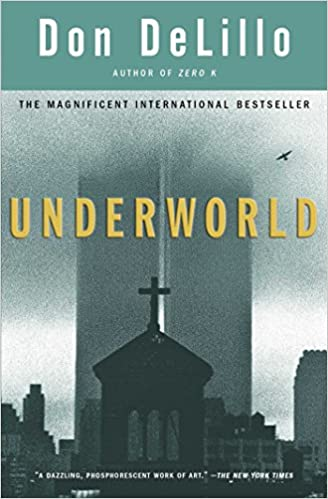 Don DeLillo
AUTHOR OF ZERO K
THE MAGNIFICENT INTERNATIONAL BESTSELLER
UNDERWORLD
"A DAZZLING, PHOSPHORESCENT WORK OF ART." —THE NEW YORK TIMES